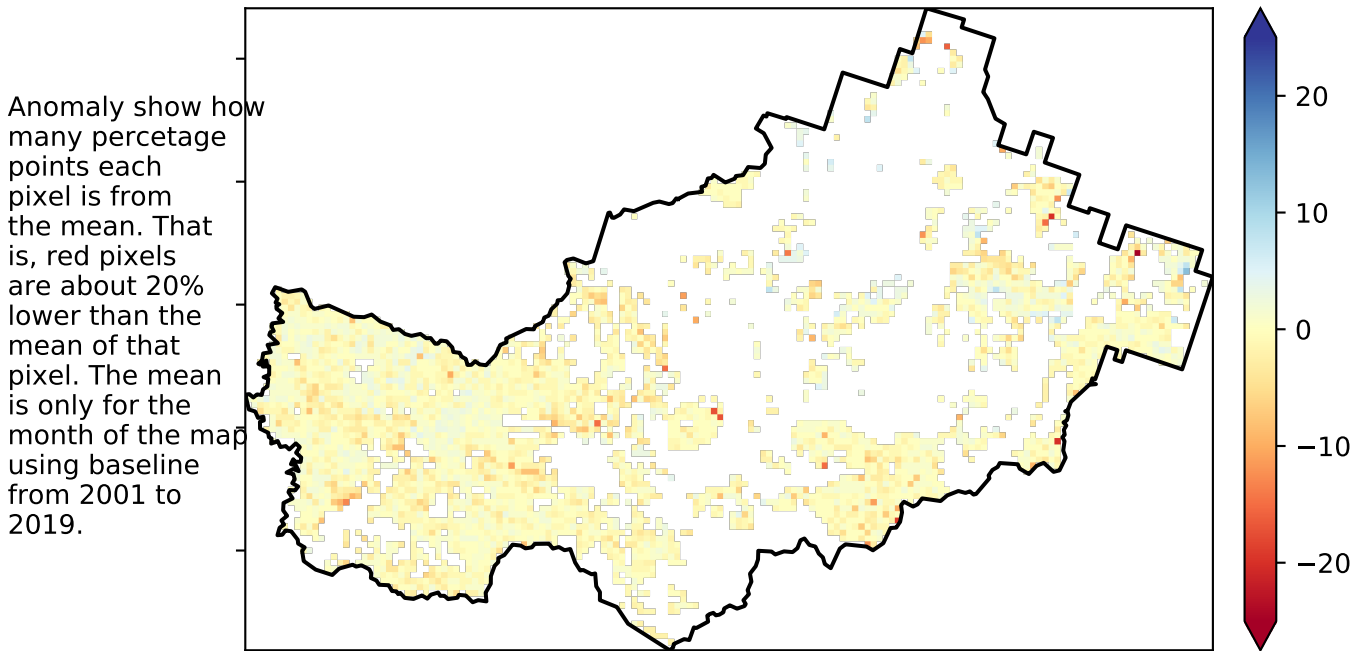 Anomaly show how
many percetage
points each
pixel is from
the mean. That
is, red pixels
are about 20%
lower than the
mean of that
pixel. The mean
is only for the
month of the map
using baseline
from 2001 to
2019.
20
10
0
−10
−20